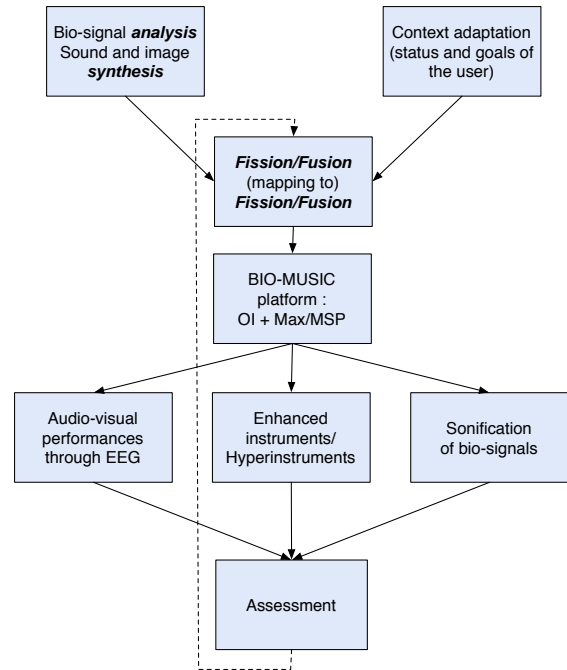 Bio-signal analysis
Sound and image
synthesis
Context adaptation
(status and goals of
the user)
Fission/Fusion
(mapping to)
Fission/Fusion
BIO-MUSIC
platform :
OI + Max/MSP
Audio-visual
performances
through EEG
Enhanced
instruments/
Hyperinstruments
Sonification
of bio-signals
Assessment